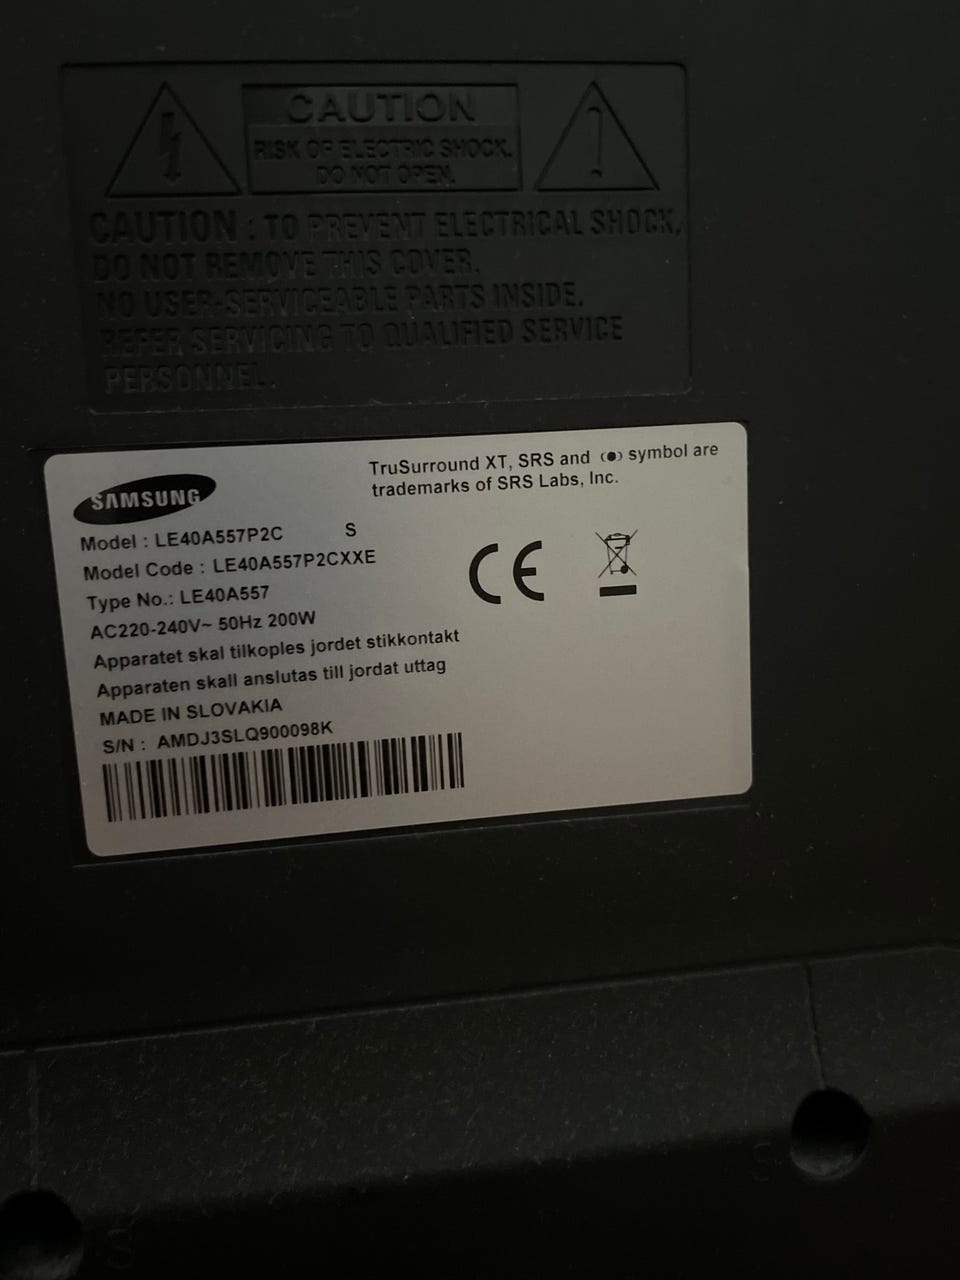 CAUTION
RISK OF ELECTRIC SHOCK.
DO NOT OPEN.
CAUTION : TO PREVENT ELECTRICAL SHOCK,
DO NOT REMOVE THIS COVER.
NO USER-SERVICEABLE PARTS INSIDE.
REFER SERVICING TO QUALIFIED SERVICE
PERSONNEL.
SAMSUNG
TruSurround XT, SRS and (●) symbol are
trademarks of SRS Labs, Inc.
Model : LE40A557P2C S
Model Code : LE40A557P2CXXE
Type No.: LE40A557
AC220-240V~ 50Hz 200W
Apparatet skal tilkoples jordet stikkontakt
Apparaten skall anslutas till jordat uttag
MADE IN SLOVAKIA
S/N : AMDJ3SLQ900098K
CE
S
S